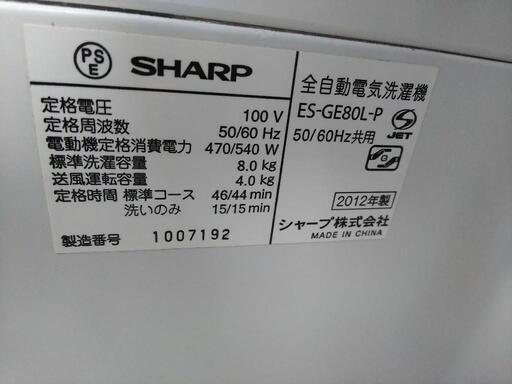 PS
E
SHARP
定格電圧 100 V
定格周波数 50/60 Hz
電動機定格消費電力 470/540 W
標準洗濯容量 8.0 kg
送風運転容量 4.0 kg
定格時間 標準コース 46/44 min
洗いのみ 15/15 min
製造番号 1007192
全自動電気洗濯機
ES-GE80L-P
50/60Hz共用
JET
2012年製
シャープ株式会社
MADE IN CHINA